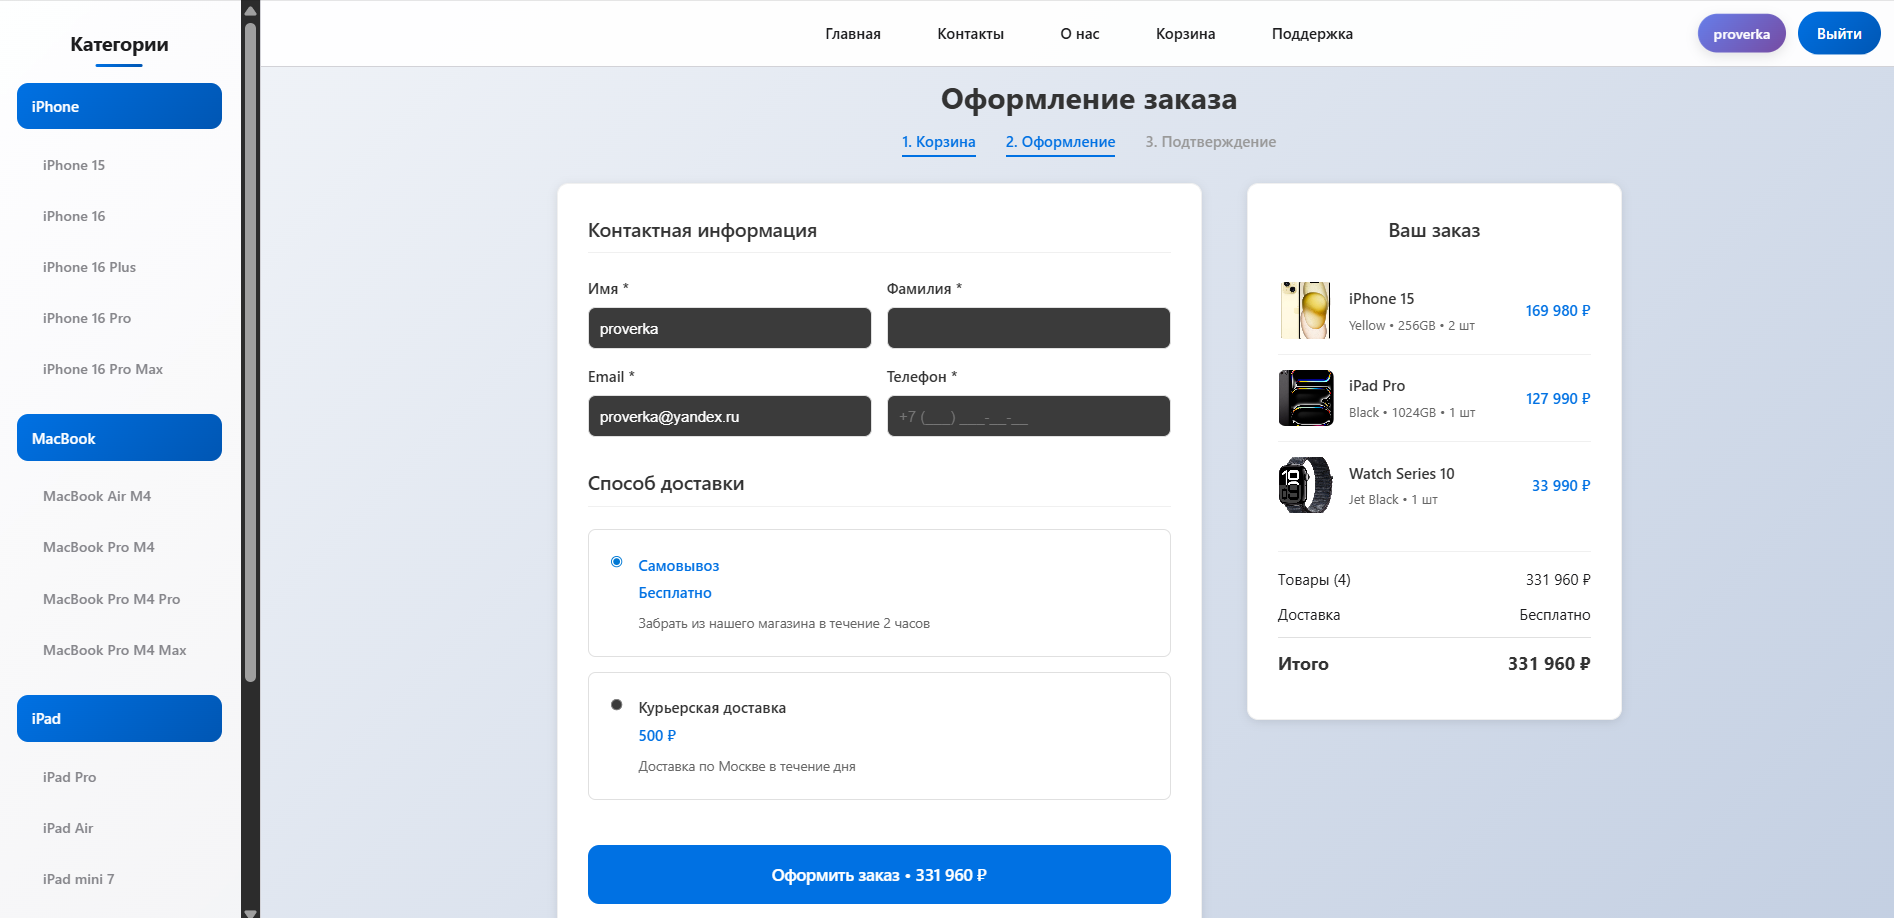 Категории
iPhone
iPhone 15
iPhone 16
iPhone 16 Plus
iPhone 16 Pro
iPhone 16 Pro Max
MacBook
MacBook Air M4
MacBook Pro M4
MacBook Pro M4 Pro
MacBook Pro M4 Max
iPad
iPad Pro
iPad Air
iPad mini 7
Главная Контакты О нас Корзина Поддержка proverka Выйти
Оформление заказа
1. Корзина 2. Оформление 3. Подтверждение
Контактная информация
Имя * Фамилия *
proverka
Email * Телефон *
proverka@yandex.ru +7 (___) ___-__-__
Способ доставки
Самовывоз
Бесплатно
Забрать из нашего магазина в течение 2 часов
Курьерская доставка
500 ₽
Доставка по Москве в течение дня
Оформить заказ • 331 960 ₽
Ваш заказ
iPhone 15
Yellow • 256GB • 2 шт
169 980 ₽
iPad Pro
Black • 1024GB • 1 шт
127 990 ₽
Watch Series 10
Jet Black • 1 шт
33 990 ₽
Товары (4) 331 960 ₽
Доставка Бесплатно
Итого 331 960 ₽